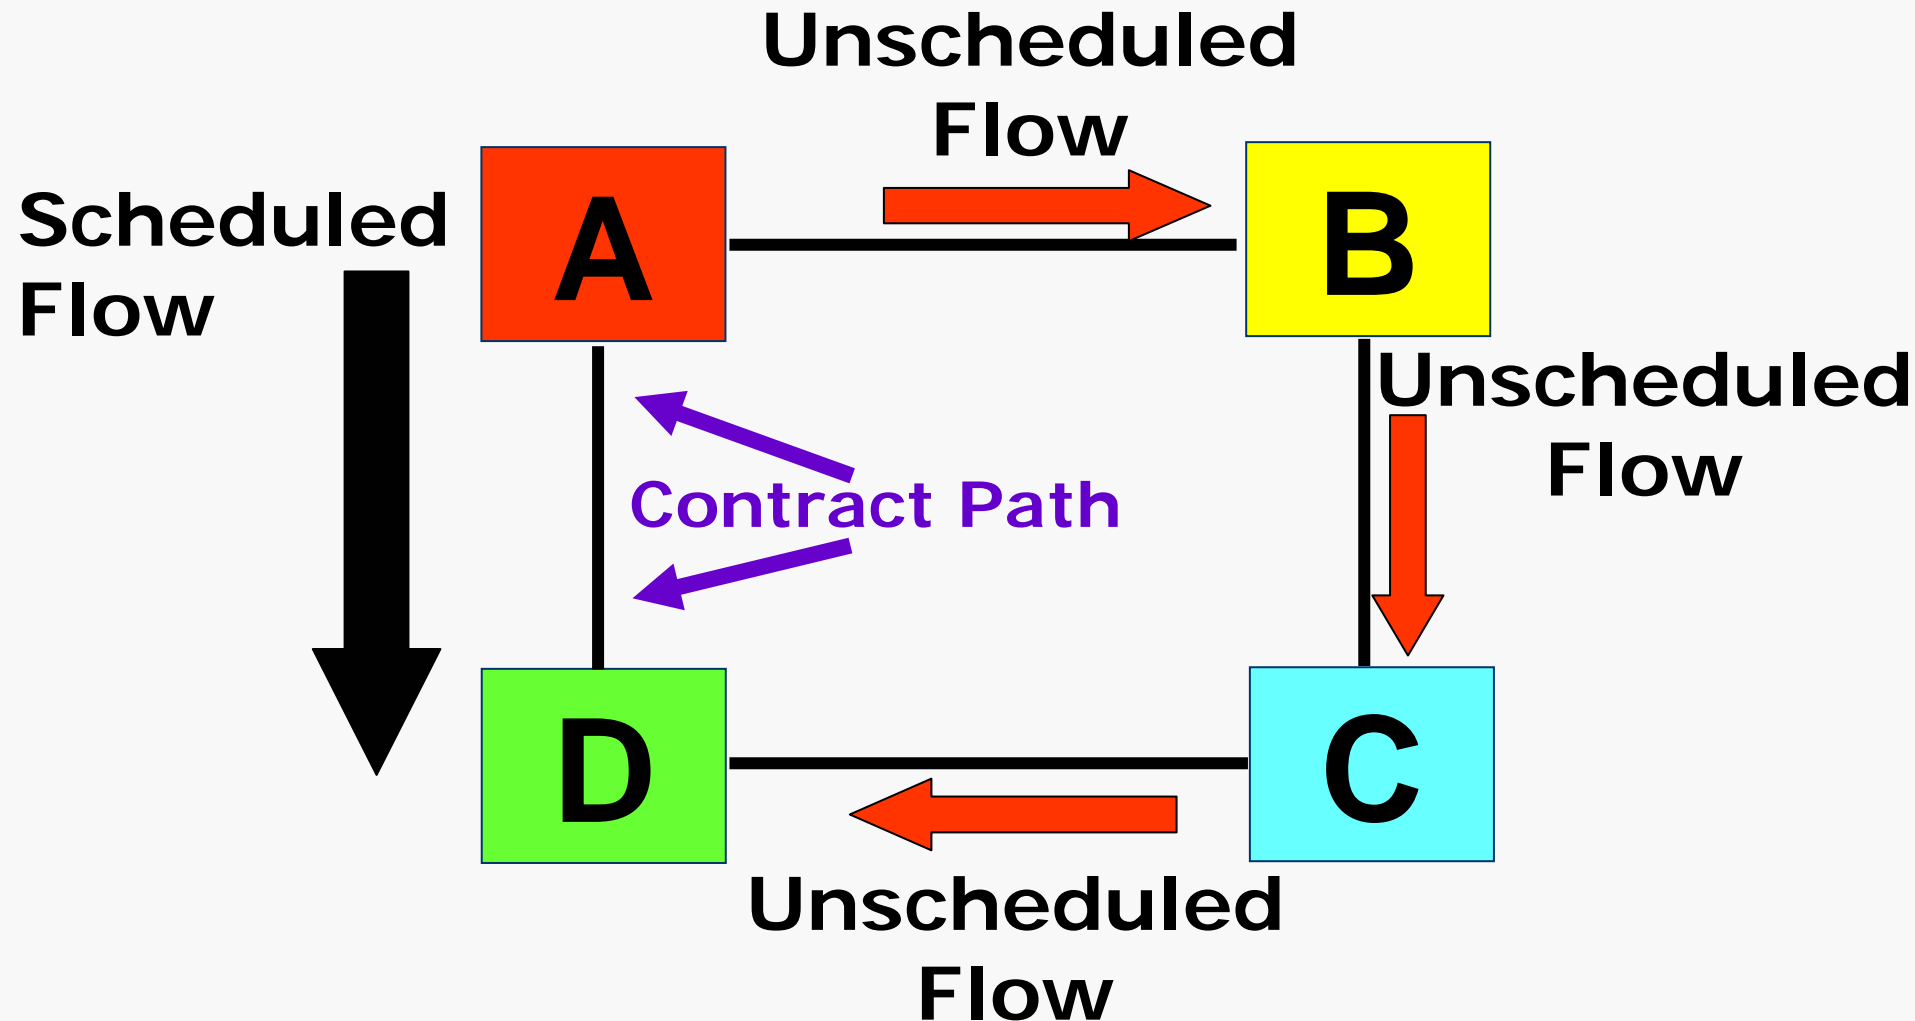 Unscheduled
Flow
Scheduled
Flow
A
B
Unscheduled
Flow
Contract Path
D
C
Unscheduled
Flow